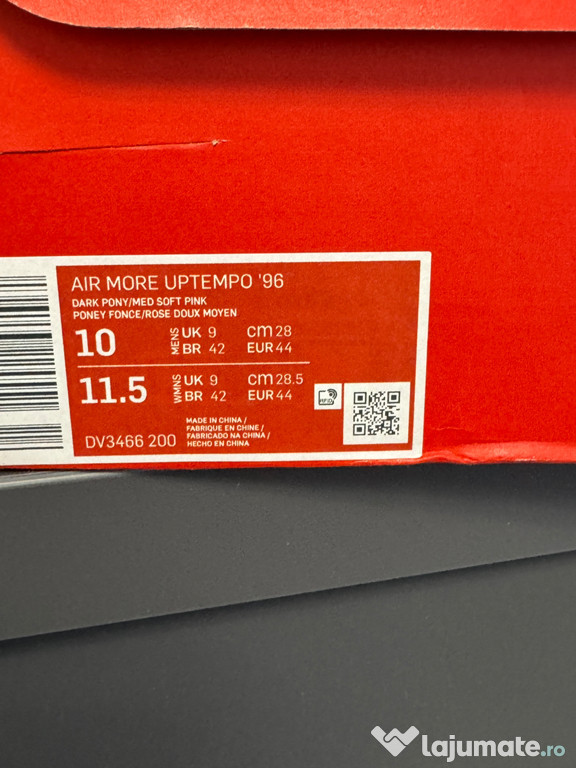 AIR MORE UPTEMPO '96
DARK PONY/MED SOFT PINK
PONEY FONCE/ROSE DOUX MOYEN
10 MENS UK 9 cm 28
BR 42 EUR 44
11.5 WMNS UK 9 cm 28.5
BR 42 EUR 44
RFID
DV3466 200
MADE IN CHINA /
FABRIQUE EN CHINE /
FABRICADO NA CHINA /
HECHO EN CHINA
lajumate.ro